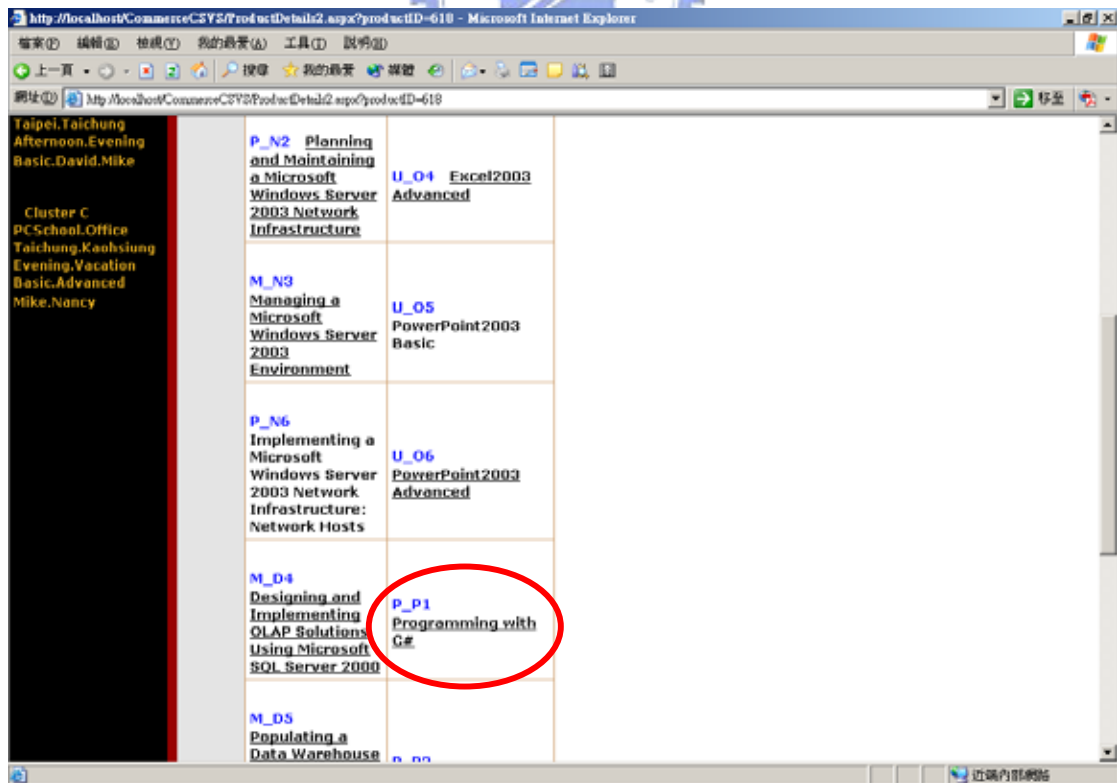 http://localhost/CommerceCSVS/ProductDetails2.aspx?productID=618 - Microsoft Internet Explorer
檔案(F) 編輯(E) 檢視(V) 我的最愛(A) 工具(T) 說明(H)
上一頁 搜尋 我的最愛 媒體
網址(D) http://localhost/CommerceCSVS/ProductDetails2.aspx?productID=618 移至
Taipei.Taichung
Afternoon.Evening
Basic.David.Mike
Cluster C
PCSchool.Office
Taichung.Kaohsiung
Evening.Vacation
Basic.Advanced
Mike.Nancy
P_N2 Planning
and Maintaining
a Microsoft
Windows Server
2003 Network
Infrastructure
U_O4 Excel2003
Advanced
M_N3
Managing a
Microsoft
Windows Server
2003
Environment
U_O5
PowerPoint2003
Basic
P_N6
Implementing a
Microsoft
Windows Server
2003 Network
Infrastructure:
Network Hosts
U_O6
PowerPoint2003
Advanced
M_D4
Designing and
Implementing
OLAP Solutions
Using Microsoft
SQL Server 2000
P_P1
Programming with
C#
M_D5
Populating a
Data Warehouse
近端內部網路